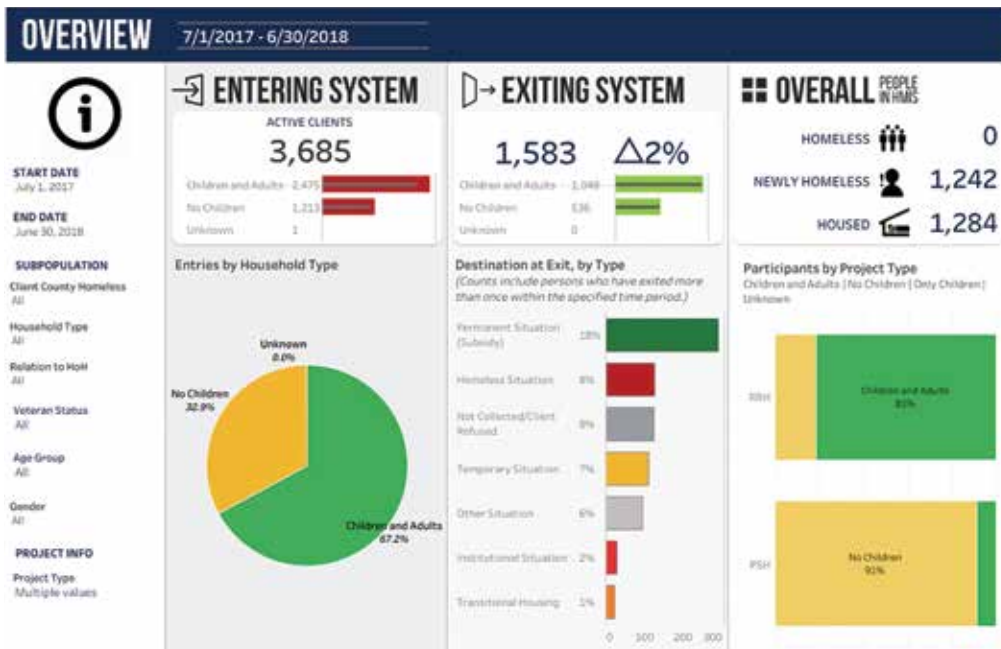 OVERVIEW
7/1/2017 - 6/30/2018
START DATE
July 1, 2017
END DATE
June 30, 2018
SUBPOPULATION
Client County Homeless
All
Household Type
All
Relation to HoH
All
Veteran Status
All
Age Group
All
Gender
All
PROJECT INFO
Project Type
Multiple values
ENTERING SYSTEM
ACTIVE CLIENTS
3,685
Children and Adults 2,475
No Children 1,213
Unknown 1
Entries by Household Type
Unknown
0.0%
No Children
32.9%
Children and Adults
67.2%
EXITING SYSTEM
1,583 △2%
Children and Adults 1,048
No Children 536
Unknown 0
Destination at Exit, by Type
(Counts include persons who have exited more
than once within the specified time period.)
Permanent Situation
(Subsidy) 18%
Homeless Situation 8%
Not Collected/Client
Refused 8%
Temporary Situation 7%
Other Situation 6%
Institutional Situation 2%
Transitional Housing 1%
0 100 200 300
OVERALL PEOPLE
IN HMIS
HOMELESS 0
NEWLY HOMELESS 1,242
HOUSED 1,284
Participants by Project Type
Children and Adults | No Children | Only Children |
Unknown
RRH
Children and Adults
81%
PSH
No Children
91%